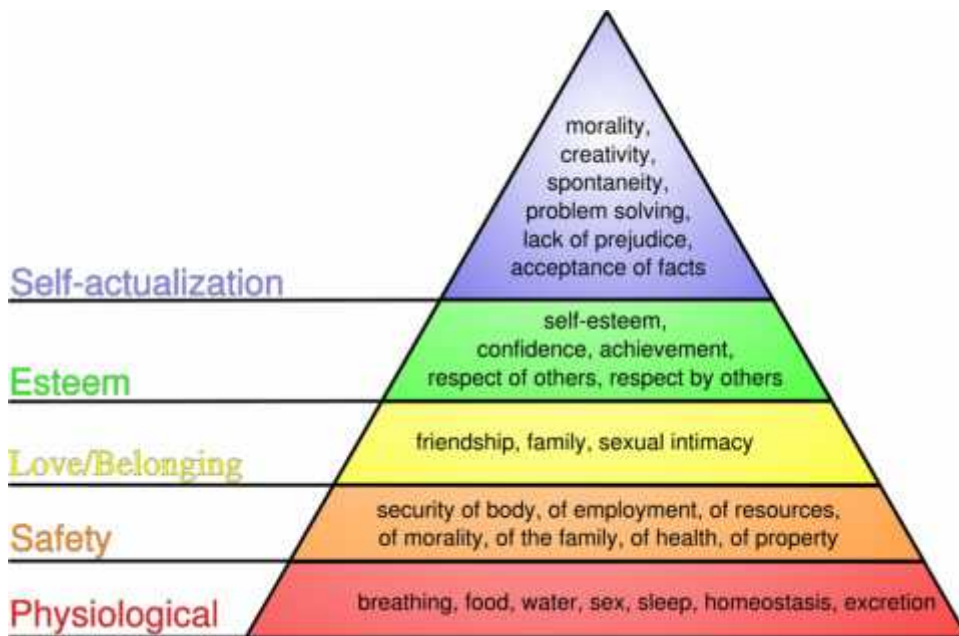 morality,
creativity,
spontaneity,
problem solving,
lack of prejudice,
acceptance of facts
Self-actualization
self-esteem,
confidence, achievement,
respect of others, respect by others
Esteem
friendship, family, sexual intimacy
Love/Belonging
security of body, of employment, of resources,
of morality, of the family, of health, of property
Safety
breathing, food, water, sex, sleep, homeostasis, excretion
Physiological